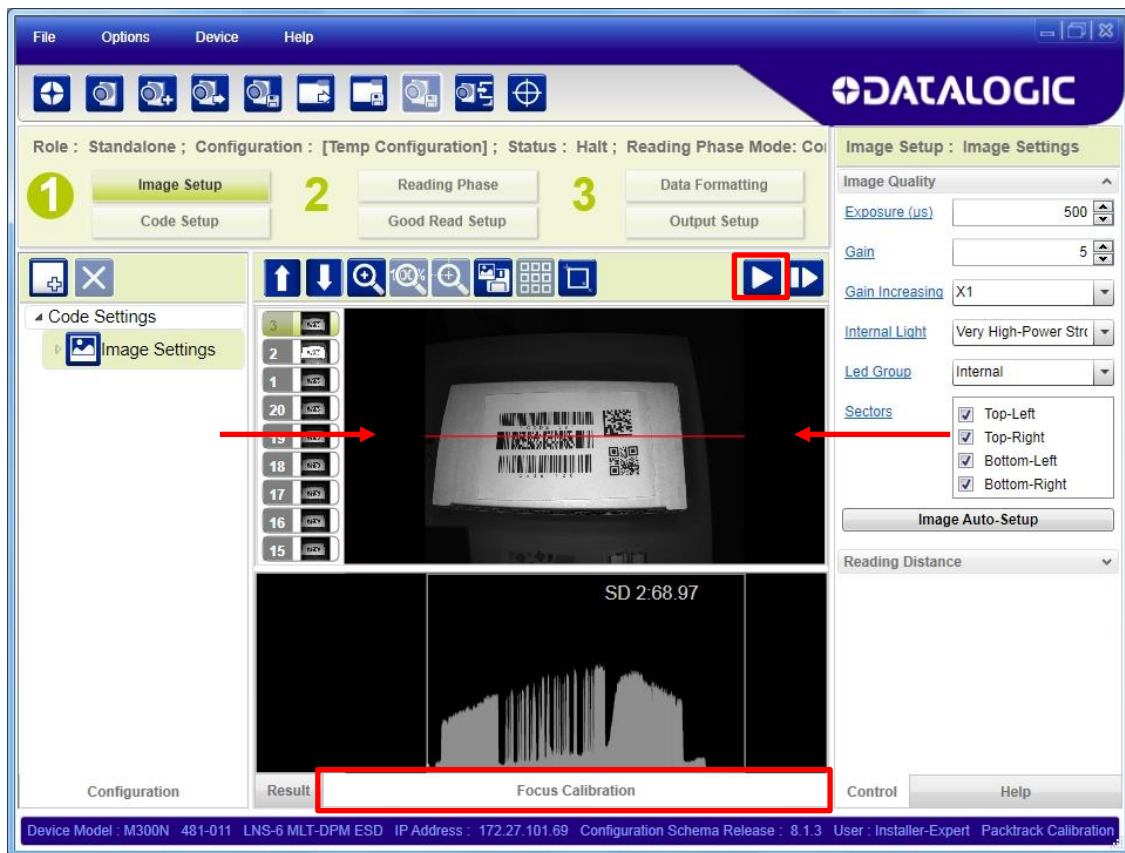 File Options Device Help
DATALOGIC
Role : Standalone ; Configuration : [Temp Configuration] ; Status : Halt ; Reading Phase Mode: Co
Image Setup : Image Settings
1 Image Setup 2 Reading Phase 3 Data Formatting
Code Setup Good Read Setup Output Setup
Image Quality
Exposure (us) 500
Gain 5
Gain Increasing X1
Internal Light Very High-Power Strc
Led Group Internal
Sectors
Top-Left
Top-Right
Bottom-Left
Bottom-Right
Image Auto-Setup
Reading Distance
Code Settings
Image Settings
100%
3
2
1
20
19
18
17
16
15
SD 2:68.97
Configuration
Result
Focus Calibration
Control
Help
Device Model : M300N 481-011 LNS-6 MLT-DPM ESD IP Address : 172.27.101.69 Configuration Schema Release : 8.1.3 User : Installer-Expert Packtrack Calibration